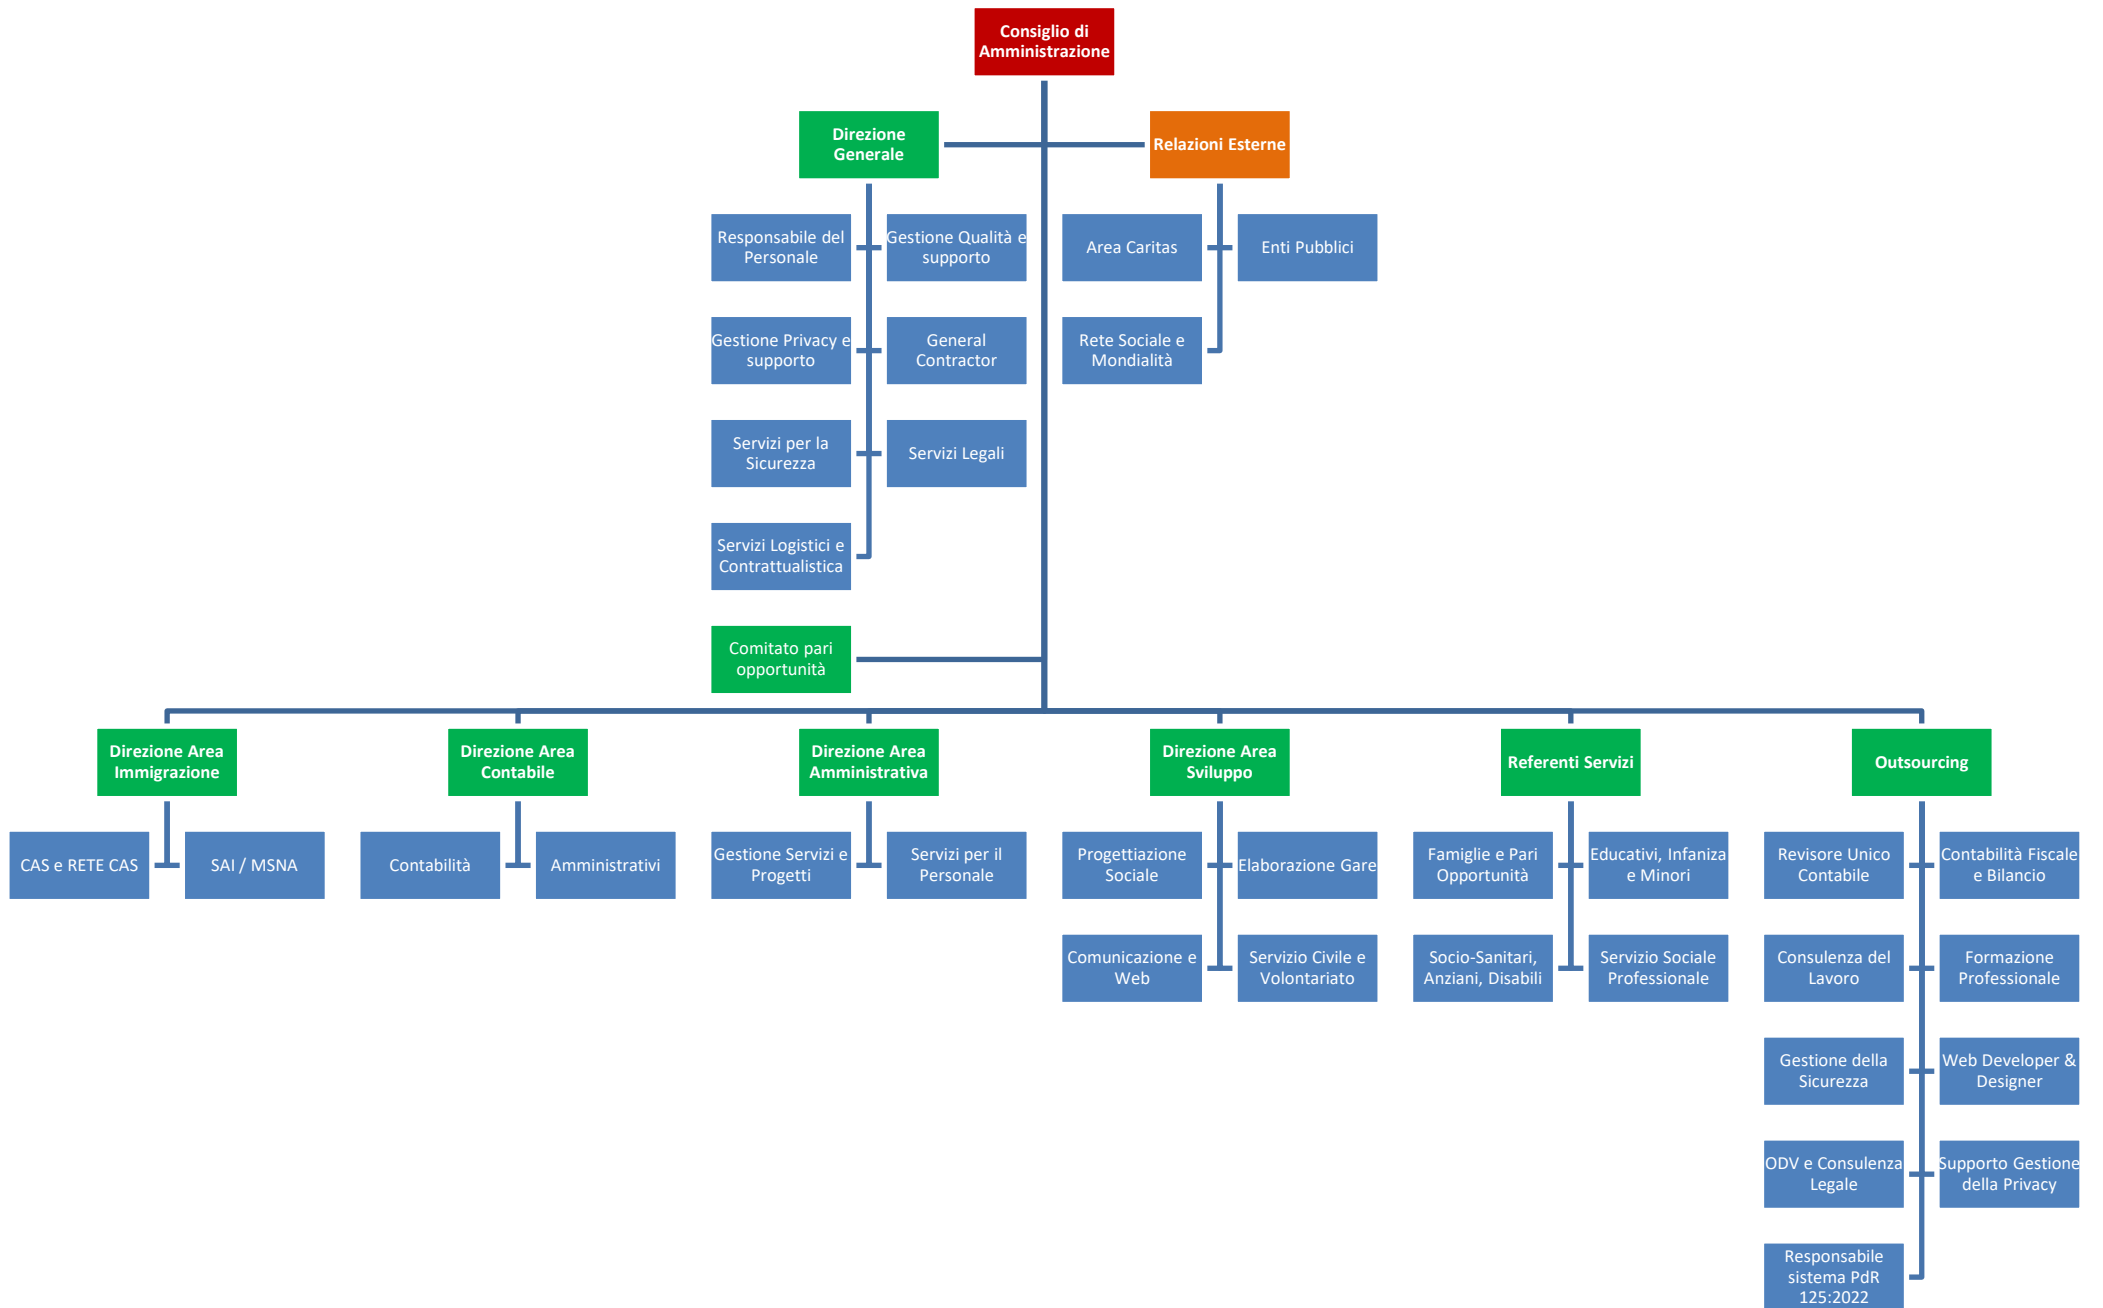 Consiglio di
Amministrazione
Direzione
Generale
Relazioni Esterne
Responsabile del
Personale
Gestione Qualità e
supporto
Area Caritas
Enti Pubblici
Gestione Privacy e
supporto
General
Contractor
Rete Sociale e
Mondialità
Servizi per la
Sicurezza
Servizi Legali
Servizi Logistici e
Contrattualistica
Comitato pari
opportunità
Direzione Area
Immigrazione
Direzione Area
Contabile
Direzione Area
Amministrativa
Direzione Area
Sviluppo
Referenti Servizi
Outsourcing
CAS e RETE CAS
SAI / MSNA
Contabilità
Amministrativi
Gestione Servizi e
Progetti
Servizi per il
Personale
Progettiazione
Sociale
Elaborazione Gare
Famiglie e Pari
Opportunità
Educativi, Infaniza
e Minori
Revisore Unico
Contabile
Contabilità Fiscale
e Bilancio
Comunicazione e
Web
Servizio Civile e
Volontariato
Socio-Sanitari,
Anziani, Disabili
Servizio Sociale
Professionale
Consulenza del
Lavoro
Formazione
Professionale
Gestione della
Sicurezza
Web Developer &
Designer
ODV e Consulenza
Legale
Supporto Gestione
della Privacy
Responsabile
sistema PdR
125:2022